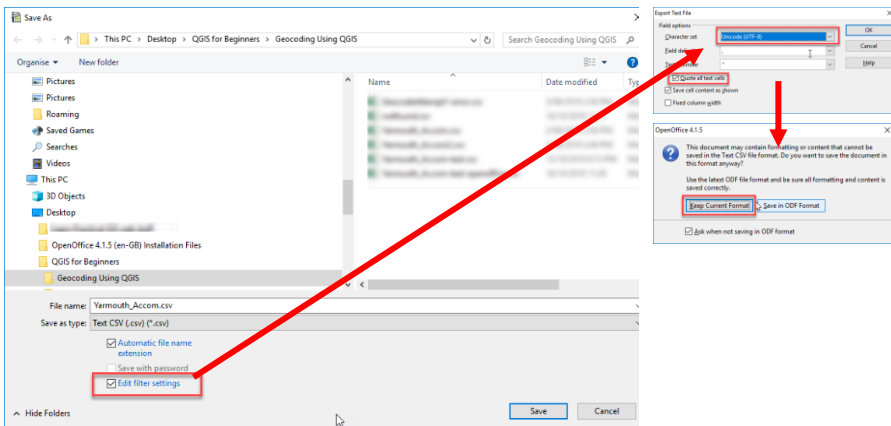 Save As
This PC > Desktop > QGIS for Beginners > Geocoding Using QGIS
Search Geocoding Using QGIS
Organise
New folder
Pictures
Pictures
Roaming
Saved Games
Searches
Videos
This PC
3D Objects
Desktop
OpenOffice 4.1.5 (en-GB) Installation Files
QGIS for Beginners
Geocoding Using QGIS
Name
Date modified
File name: Yarmouth_Accom.csv
Save as type: Text CSV (.csv) (*.csv)
Automatic file name
extension
Save with password
Edit filter settings
Hide Folders
Save
Cancel
Export Text File
Field options
Character set
Unicode (UTF-8)
Field
Quote all text cells
Save cell content as shown
Fixed column width
OK
Cancel
Help
OpenOffice 4.1.5
This document may contain formatting or content that cannot be
saved in the Text CSV file format. Do you want to save the document in
this format anyway?
Use the latest ODF file format and be sure all formatting and content is
saved correctly.
Keep Current Format
Save in ODF Format
Ask when not saving in ODF format